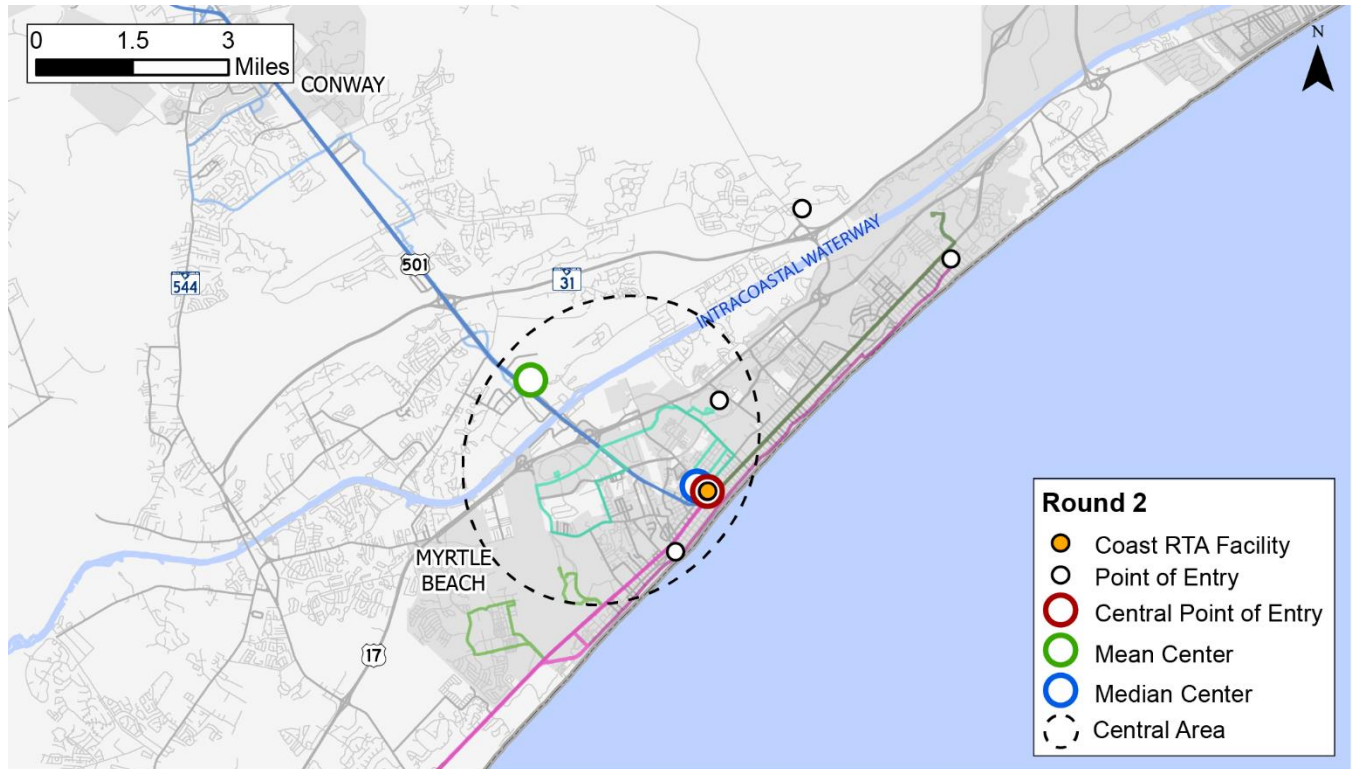 0 1.5 3
Miles
N
CONWAY
501
544
31
INTRACOASTAL WATERWAY
MYRTLE
BEACH
17
Round 2
Coast RTA Facility
Point of Entry
Central Point of Entry
Mean Center
Median Center
Central Area